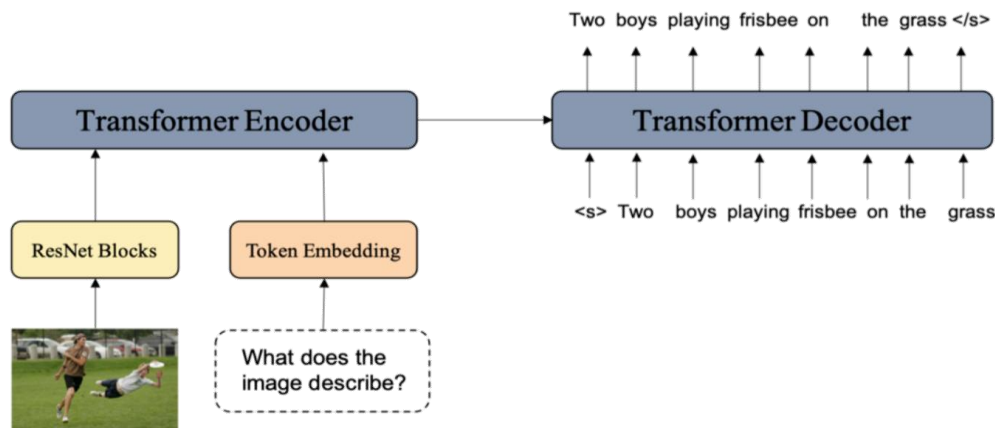 Two boys playing frisbee on the grass </s>
Transformer Encoder
Transformer Decoder
<s> Two boys playing frisbee on the grass
ResNet Blocks
Token Embedding
What does the
image describe?